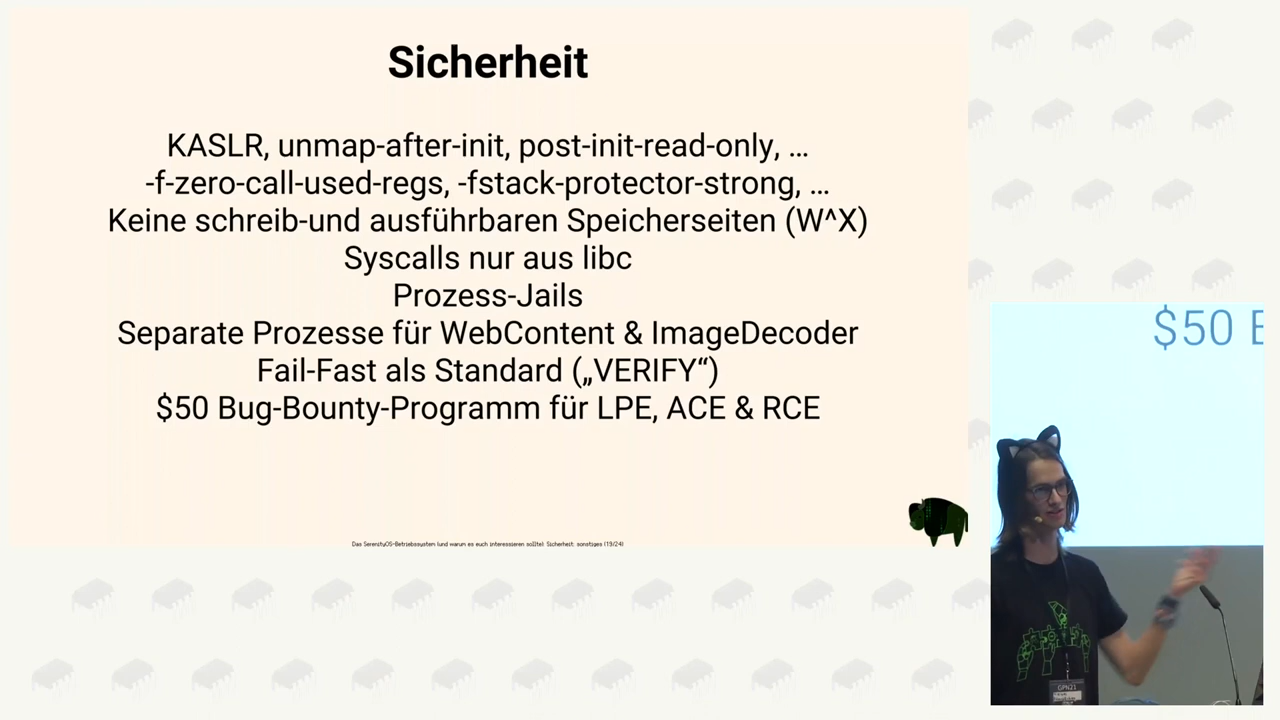 Sicherheit
KASLR, unmap-after-init, post-init-read-only, …
-f-zero-call-used-regs, -fstack-protector-strong, …
Keine schreib-und ausführbaren Speicherseiten (W^X)
Syscalls nur aus libc
Prozess-Jails
Separate Prozesse für WebContent & ImageDecoder
Fail-Fast als Standard („VERIFY“)
$50 Bug-Bounty-Programm für LPE, ACE & RCE
Das SerenityOS-Betriebssystem (und warum es euch interessieren sollte) Sicherheit: sonstiges (19/24)
$50 B
GPN21